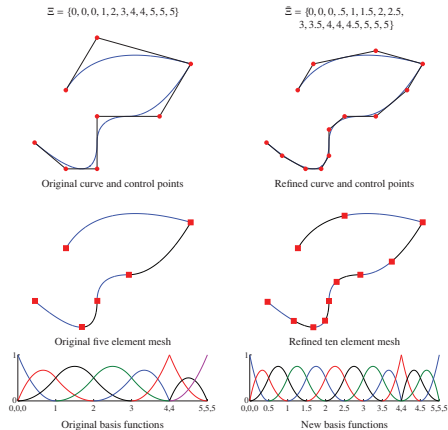 Ξ = {0, 0, 0, 1, 2, 3, 4, 4, 5, 5, 5}
Ξ̄ = {0, 0, 0, .5, 1, 1.5, 2, 2.5,
3, 3.5, 4, 4, 4.5, 5, 5, 5}
Original curve and control points
Refined curve and control points
Original five element mesh
Refined ten element mesh
1
0
0,0,0 1 2 3 4,4 5,5,5
Original basis functions
1
0
0,0,0 0.5 1 1.5 2 2.5 3 3.5 4,4 4.5 5,5,5
New basis functions